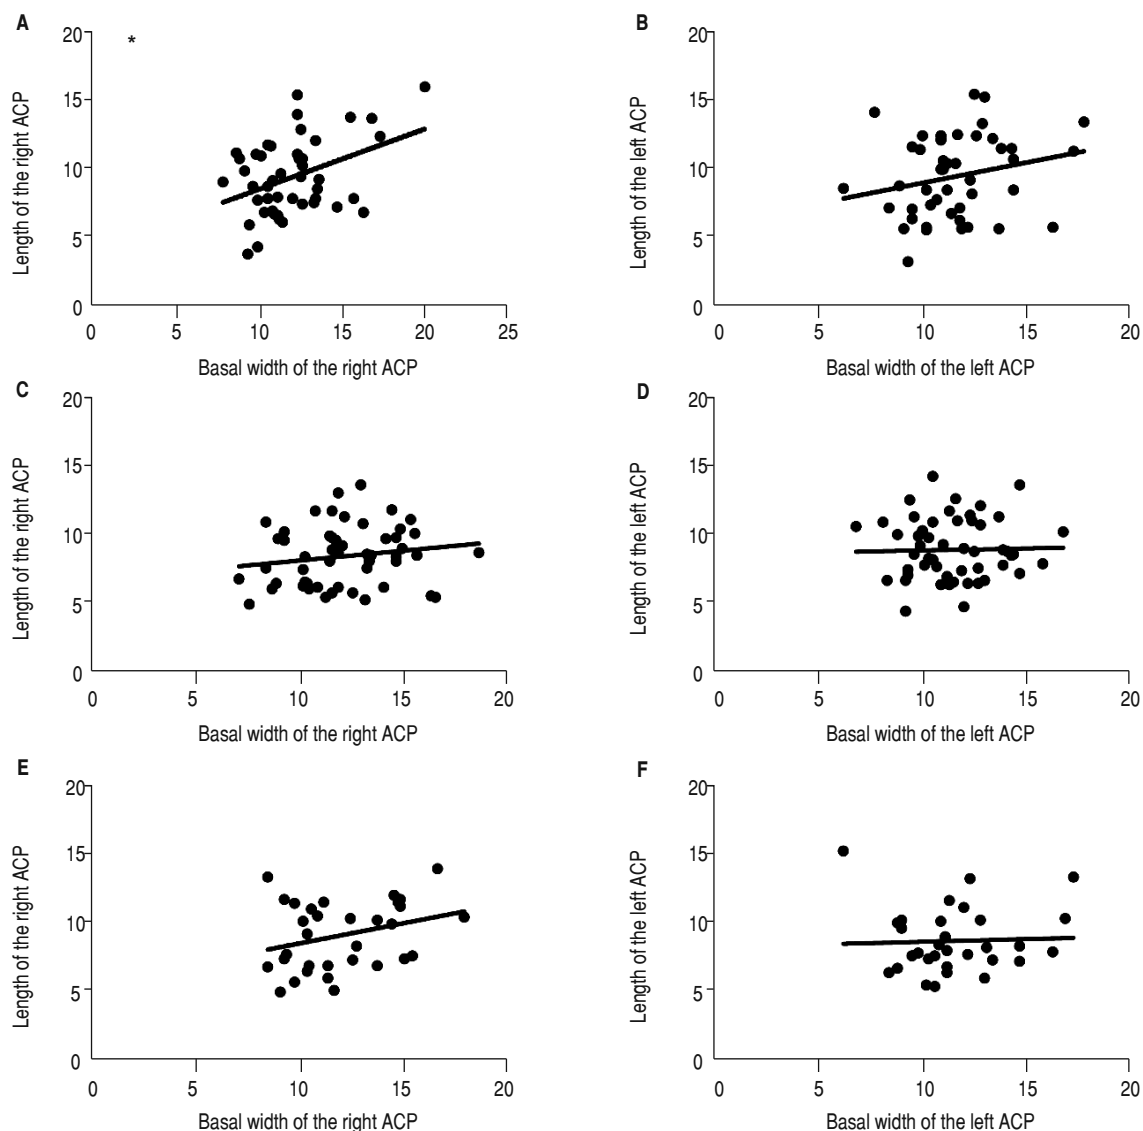 A
B
*
20
15
10
5
0
Length of the right ACP
0 5 10 15 20 25
Basal width of the right ACP
20
15
10
5
0
Length of the left ACP
0 5 10 15 20
Basal width of the left ACP
C
D
20
15
10
5
0
Length of the right ACP
0 5 10 15 20
Basal width of the right ACP
20
15
10
5
0
Length of the left ACP
0 5 10 15 20
Basal width of the left ACP
E
F
20
15
10
5
0
Length of the right ACP
0 5 10 15 20
Basal width of the right ACP
20
15
10
5
0
Length of the left ACP
0 5 10 15 20
Basal width of the left ACP